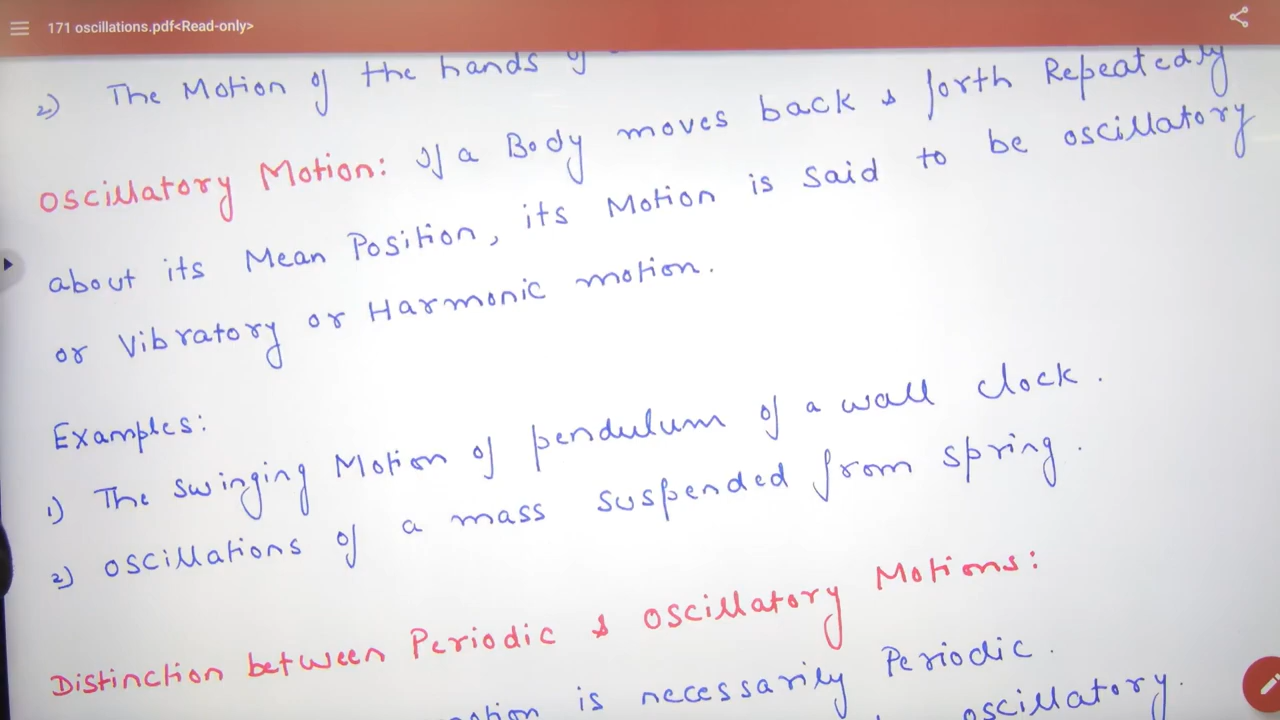 171 oscillations.pdf<Read-only>
2) The Motion of the hands of
Oscillatory Motion: If a Body moves back & forth Repeatedly
about its Mean Position, its Motion is said to be oscillatory
or Vibratory or Harmonic motion.
Examples:
1) The swinging Motion of pendulum of a wall clock.
2) Oscillations of a mass suspended from spring.
Distinction between Periodic & Oscillatory Motions:
is necessarily Periodic.
oscillatory.